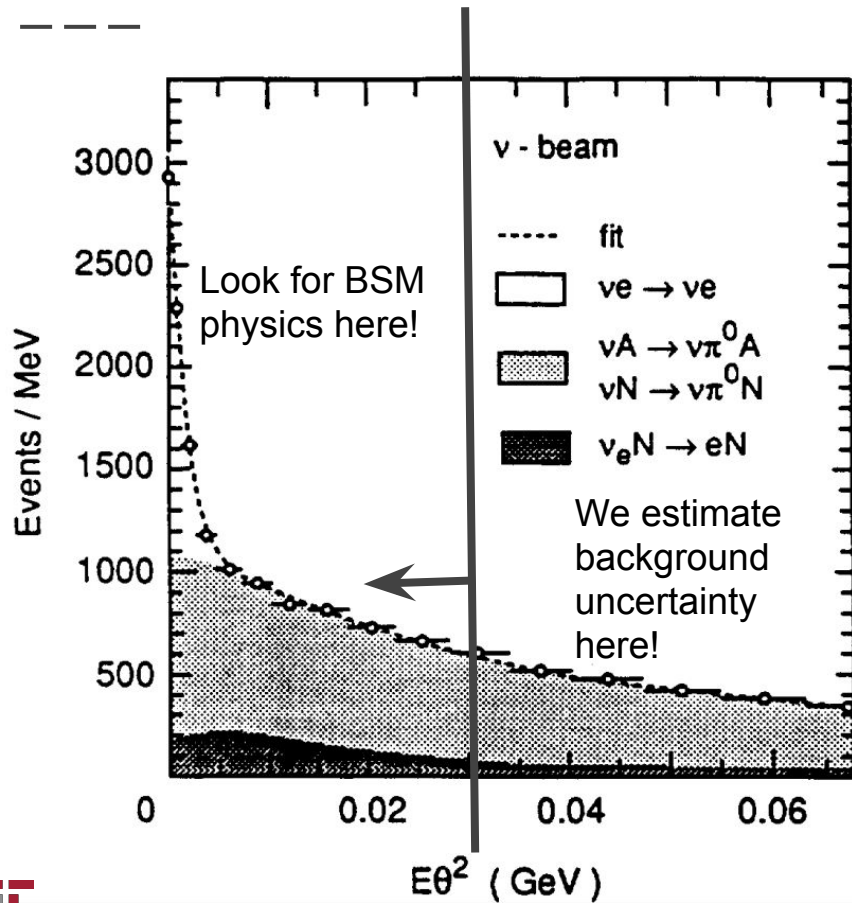 ν - beam
fit
νe → νe
νA → νπ⁰A
νN → νπ⁰N
νₑN → eN
Look for BSM
physics here!
We estimate
background
uncertainty
here!
Events / MeV
3000
2500
2000
1500
1000
500
0
0.02
0.04
0.06
Eθ² ( GeV )